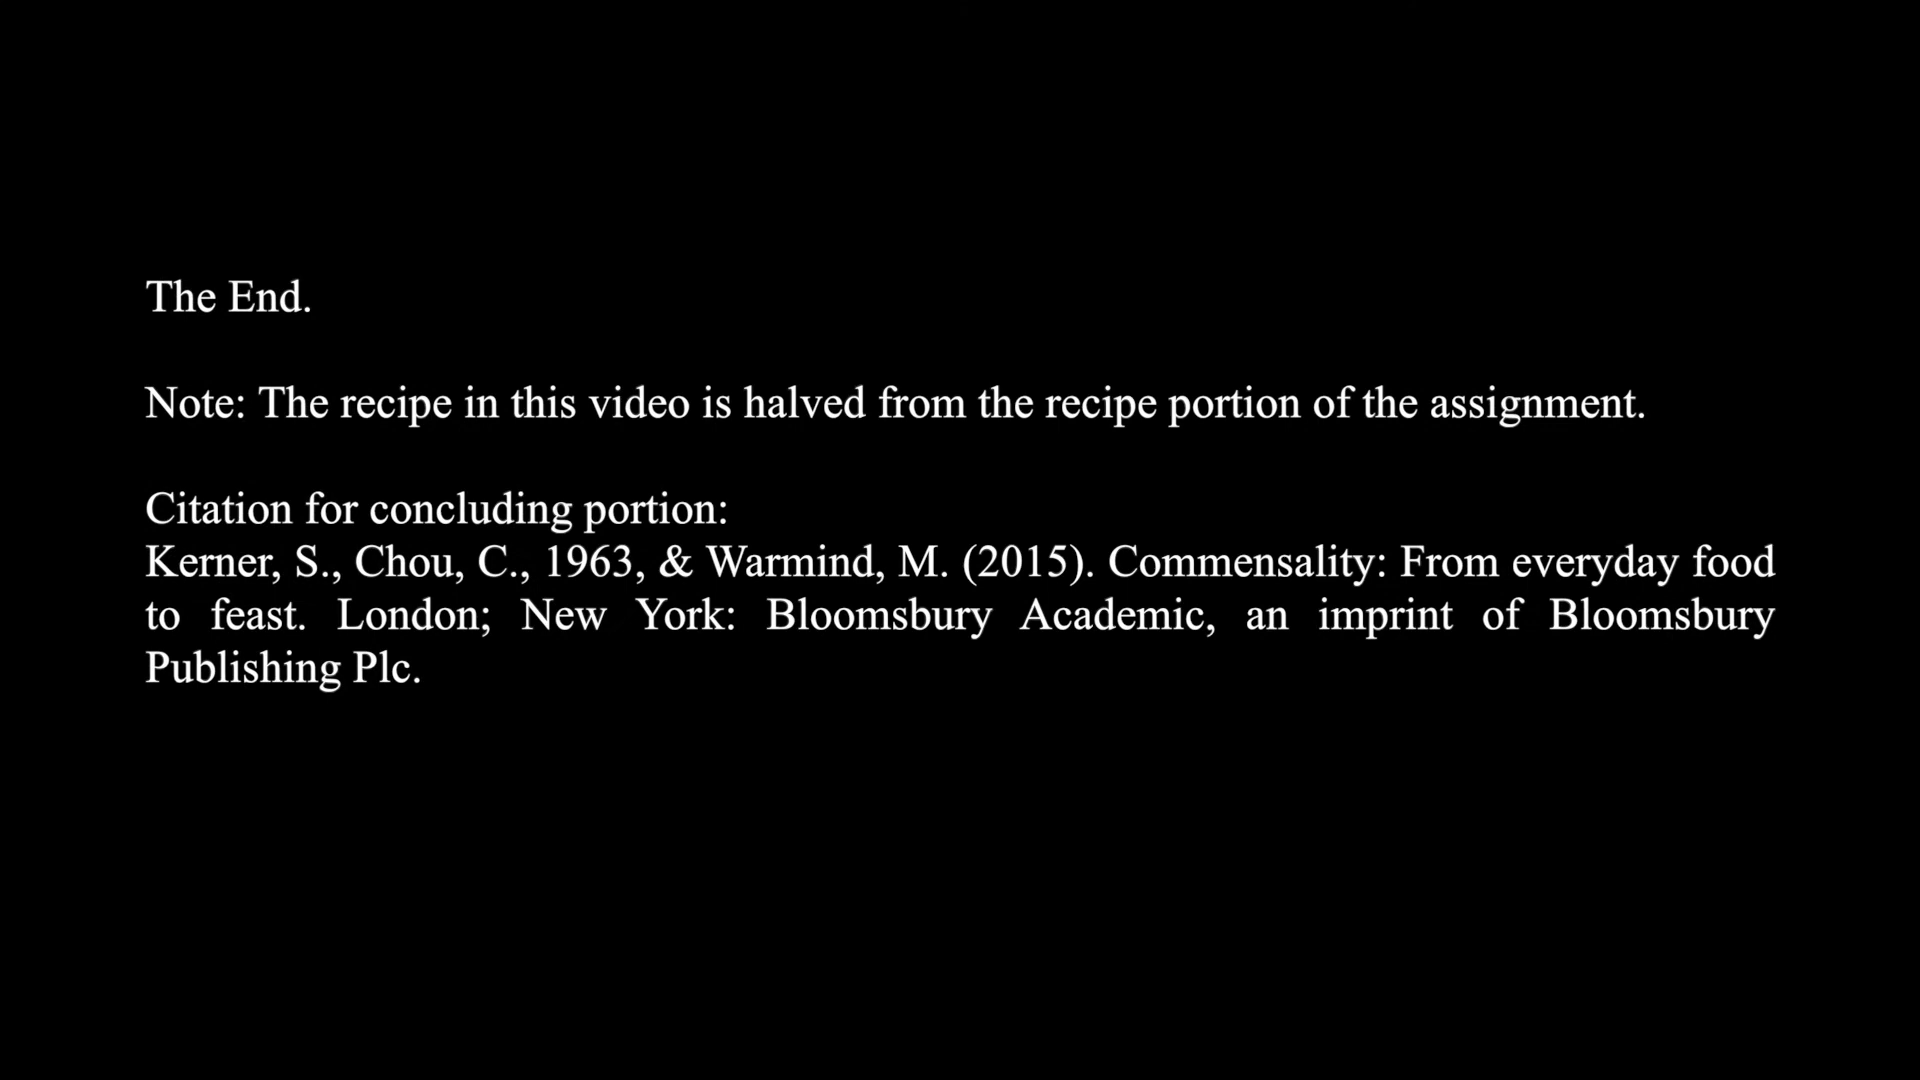 The End.
Note: The recipe in this video is halved from the recipe portion of the assignment.
Citation for concluding portion:
Kerner, S., Chou, C., 1963, & Warmind, M. (2015). Commensality: From everyday food
to feast. London; New York: Bloomsbury Academic, an imprint of Bloomsbury
Publishing Plc.